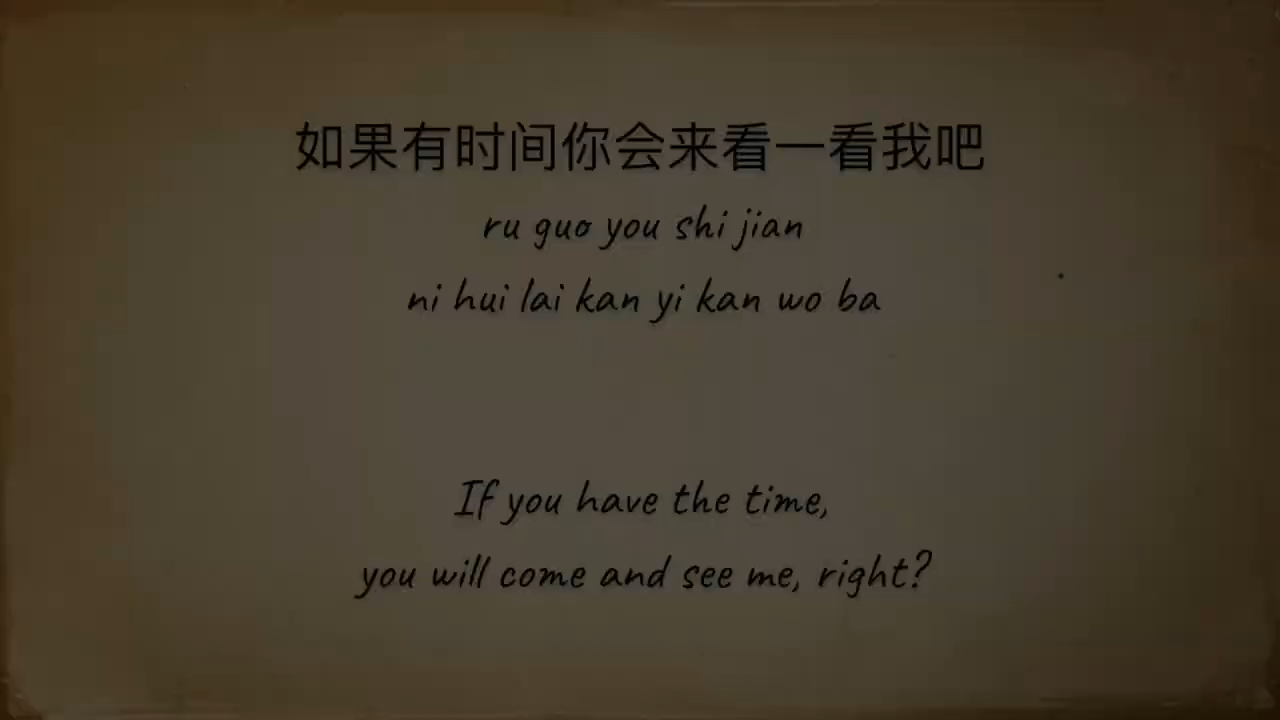 如果有时间你会来看一看我吧
ru guo you shi jian
ni hui lai kan yi kan wo ba
If you have the time,
you will come and see me, right?